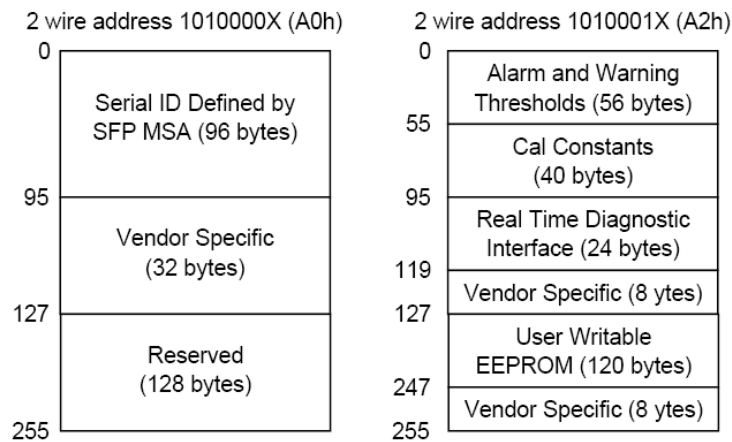 2 wire address 1010000X (A0h)
0
Serial ID Defined by
SFP MSA (96 bytes)
95
Vendor Specific
(32 bytes)
127
Reserved
(128 bytes)
255
2 wire address 1010001X (A2h)
0
Alarm and Warning
Thresholds (56 bytes)
55
Cal Constants
(40 bytes)
95
Real Time Diagnostic
Interface (24 bytes)
119
Vendor Specific (8 ytes)
127
User Writable
EEPROM (120 bytes)
247
Vendor Specific (8 ytes)
255